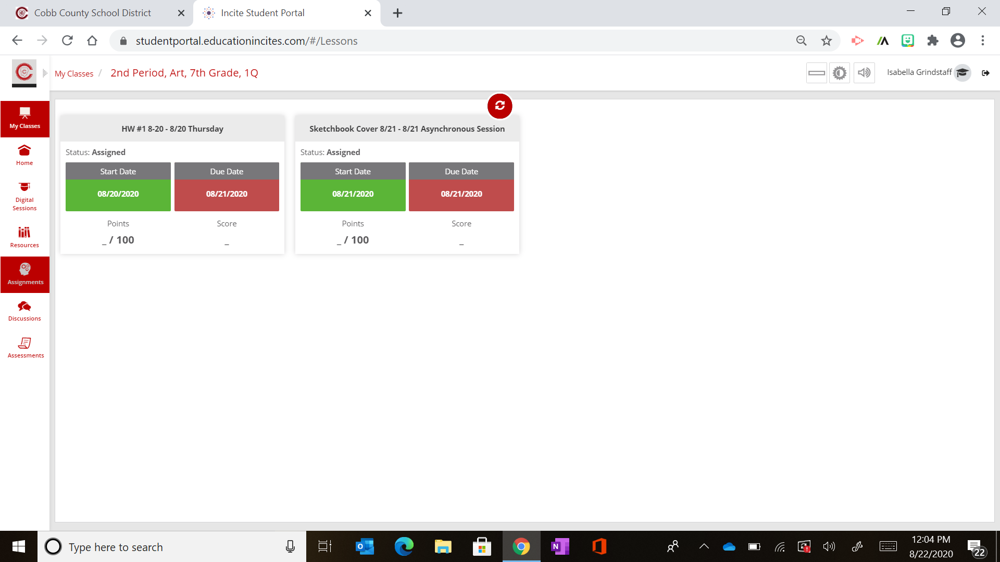 Cobb County School District
Incite Student Portal
studentportal.educationincites.com/#/Lessons
My Classes / 2nd Period, Art, 7th Grade, 1Q
Isabella Grindstaff
My Classes
Home
Digital
Sessions
Resources
Assignments
Discussions
Assessments
HW #1 8-20 - 8/20 Thursday
Status: Assigned
Start Date Due Date
08/20/2020 08/21/2020
Points Score
_ / 100 _
Sketchbook Cover 8/21 - 8/21 Asynchronous Session
Status: Assigned
Start Date Due Date
08/21/2020 08/21/2020
Points Score
_ / 100 _
Type here to search
12:04 PM
8/22/2020
22